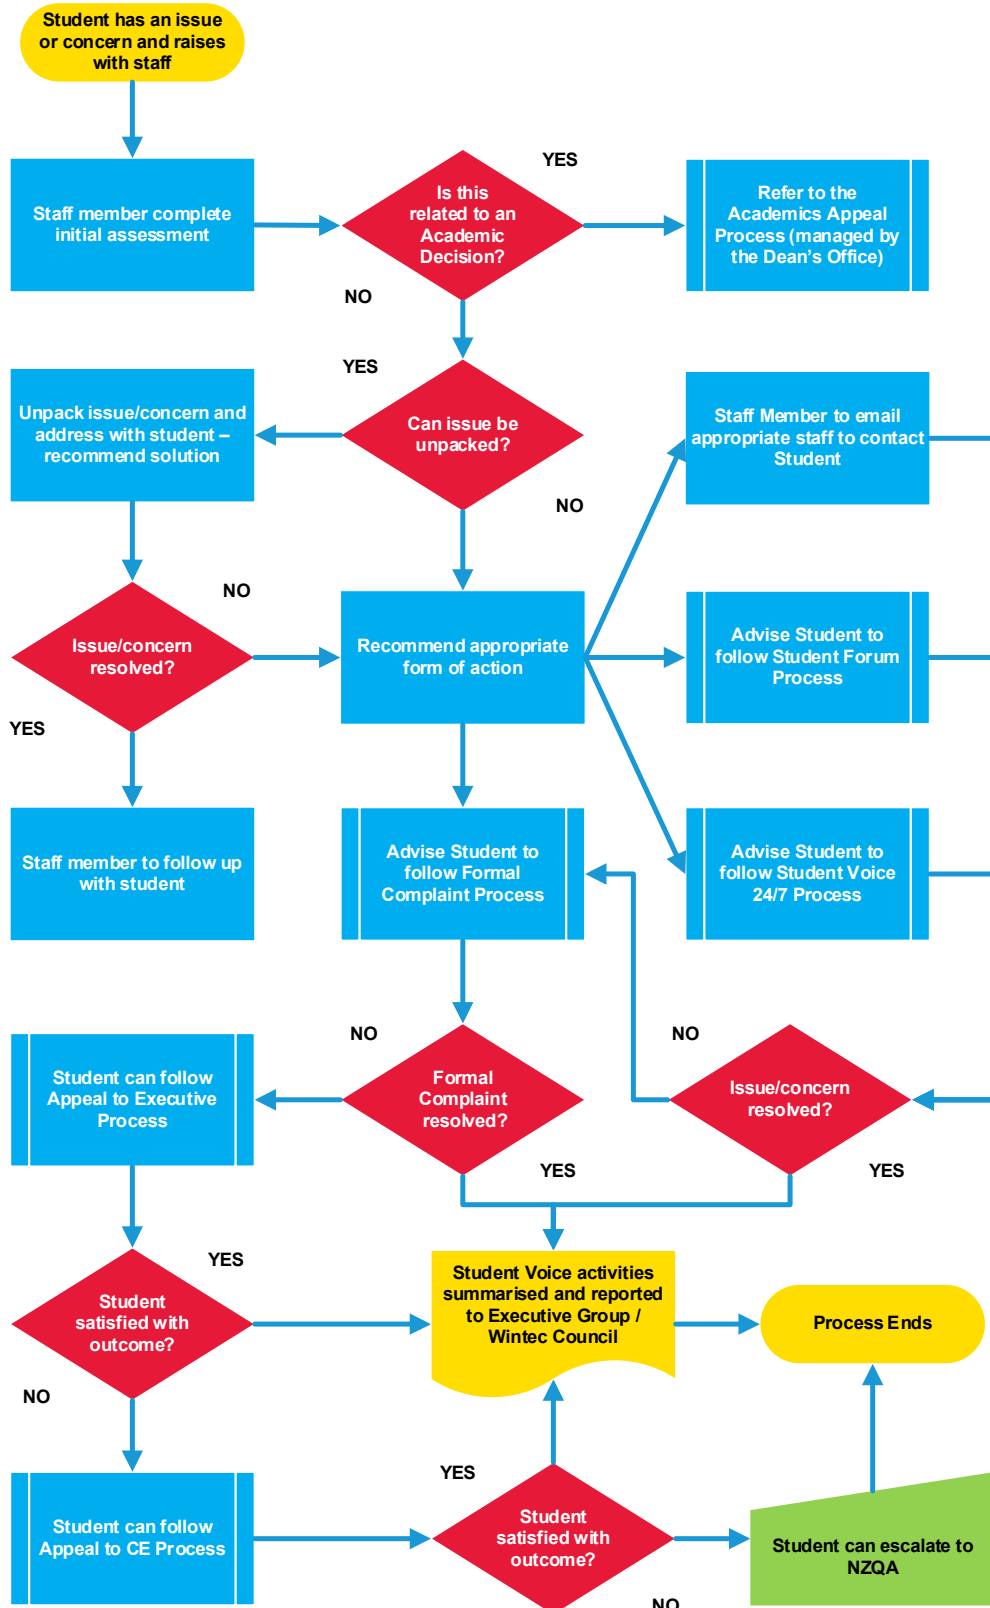 Student has an issue
or concern and raises
with staff
Staff member complete
initial assessment
Is this
related to an
Academic
Decision?
YES
Refer to the
Academics Appeal
Process (managed by
the Dean's Office)
NO
YES
Unpack issue/concern and
address with student –
recommend solution
Can issue be
unpacked?
Staff Member to email
appropriate staff to contact
Student
NO
NO
Issue/concern
resolved?
Recommend appropriate
form of action
Advise Student to
follow Student Forum
Process
YES
Staff member to follow up
with student
Advise Student to
follow Formal
Complaint Process
Advise Student to
follow Student Voice
24/7 Process
NO
NO
Student can follow
Appeal to Executive
Process
Formal
Complaint
resolved?
Issue/concern
resolved?
YES
YES
YES
Student
satisfied with
outcome?
Student Voice activities
summarised and reported
to Executive Group /
Wintec Council
Process Ends
NO
YES
Student can follow
Appeal to CE Process
Student
satisfied with
outcome?
Student can escalate to
NZQA
NO